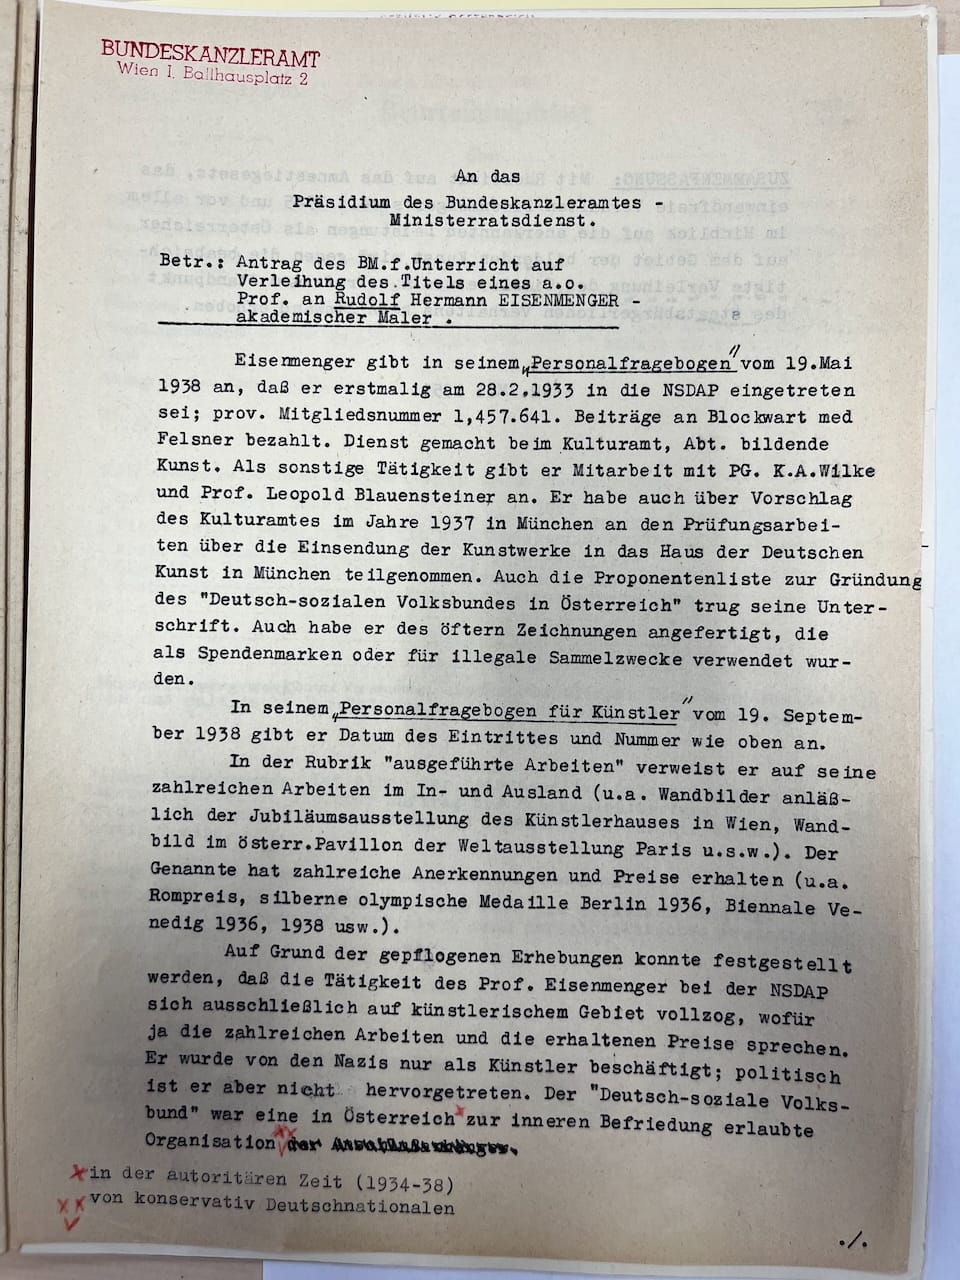 BUNDESKANZLERAMT
Wien I, Ballhausplatz 2
An das
Präsidium des Bundeskanzleramtes -
Ministerratsdienst.
Betr.: Antrag des BM.f.Unterricht auf
Verleihung des Titels eines a.o.
Prof. an Rudolf Hermann EISENMENGER -
akademischer Maler .
Eisenmenger gibt in seinem „Personalfragebogen" vom 19.Mai
1938 an, daß er erstmalig am 28.2.1933 in die NSDAP eingetreten
sei; prov. Mitgliedsnummer 1,457.641. Beiträge an Blockwart med
Felsner bezahlt. Dienst gemacht beim Kulturamt, Abt. bildende
Kunst. Als sonstige Tätigkeit gibt er Mitarbeit mit PG. K.A.Wilke
und Prof. Leopold Blauensteiner an. Er habe auch über Vorschlag
des Kulturamtes im Jahre 1937 in München an den Prüfungsarbei-
ten über die Einsendung der Kunstwerke in das Haus der Deutschen
Kunst in München teilgenommen. Auch die Proponentenliste zur Gründung
des "Deutsch-sozialen Volksbundes in Österreich" trug seine Unter-
schrift. Auch habe er des öftern Zeichnungen angefertigt, die
als Spendenmarken oder für illegale Sammelzwecke verwendet wur-
den.
In seinem „Personalfragebogen für Künstler" vom 19. Septem-
ber 1938 gibt er Datum des Eintrittes und Nummer wie oben an.
In der Rubrik "ausgeführte Arbeiten" verweist er auf seine
zahlreichen Arbeiten im In- und Ausland (u.a. Wandbilder anläß-
lich der Jubiläumsausstellung des Künstlerhauses in Wien, Wand-
bild im österr.Pavillon der Weltausstellung Paris u.s.w.). Der
Genannte hat zahlreiche Anerkennungen und Preise erhalten (u.a.
Rompreis, silberne olympische Medaille Berlin 1936, Biennale Ve-
nedig 1936, 1938 usw.).
Auf Grund der gepflogenen Erhebungen konnte festgestellt
werden, daß die Tätigkeit des Prof. Eisenmenger bei der NSDAP
sich ausschließlich auf künstlerischem Gebiet vollzog, wofür
ja die zahlreichen Arbeiten und die erhaltenen Preise sprechen.
Er wurde von den Nazis nur als Künstler beschäftigt; politisch
ist er aber nicht hervorgetreten. Der "Deutsch-soziale Volks-
bund" war eine in Österreich x zur inneren Befriedung erlaubte
Organisation xx der
x in der autoritären Zeit (1934-38)
xx von konservativ Deutschnationalen
./.